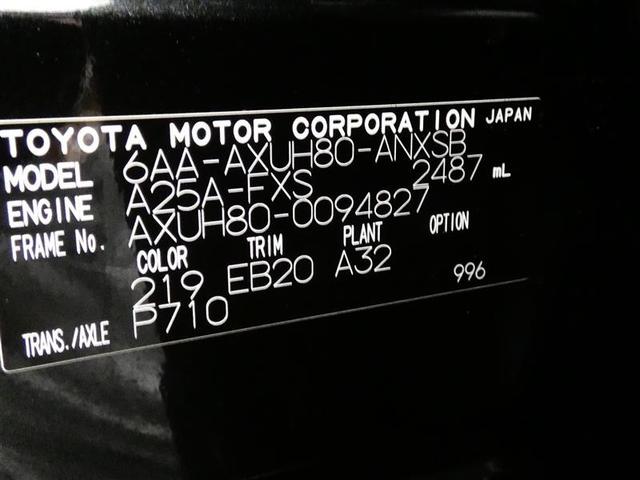 TOYOTA MOTOR CORPORATION JAPAN
MODEL 6AA-AXUH80-ANXSB
ENGINE A25A-FXS 2487 mL
FRAME No. AXUH80-0094827
COLOR TRIM PLANT OPTION
219 EB20 A32 996
TRANS./AXLE P710